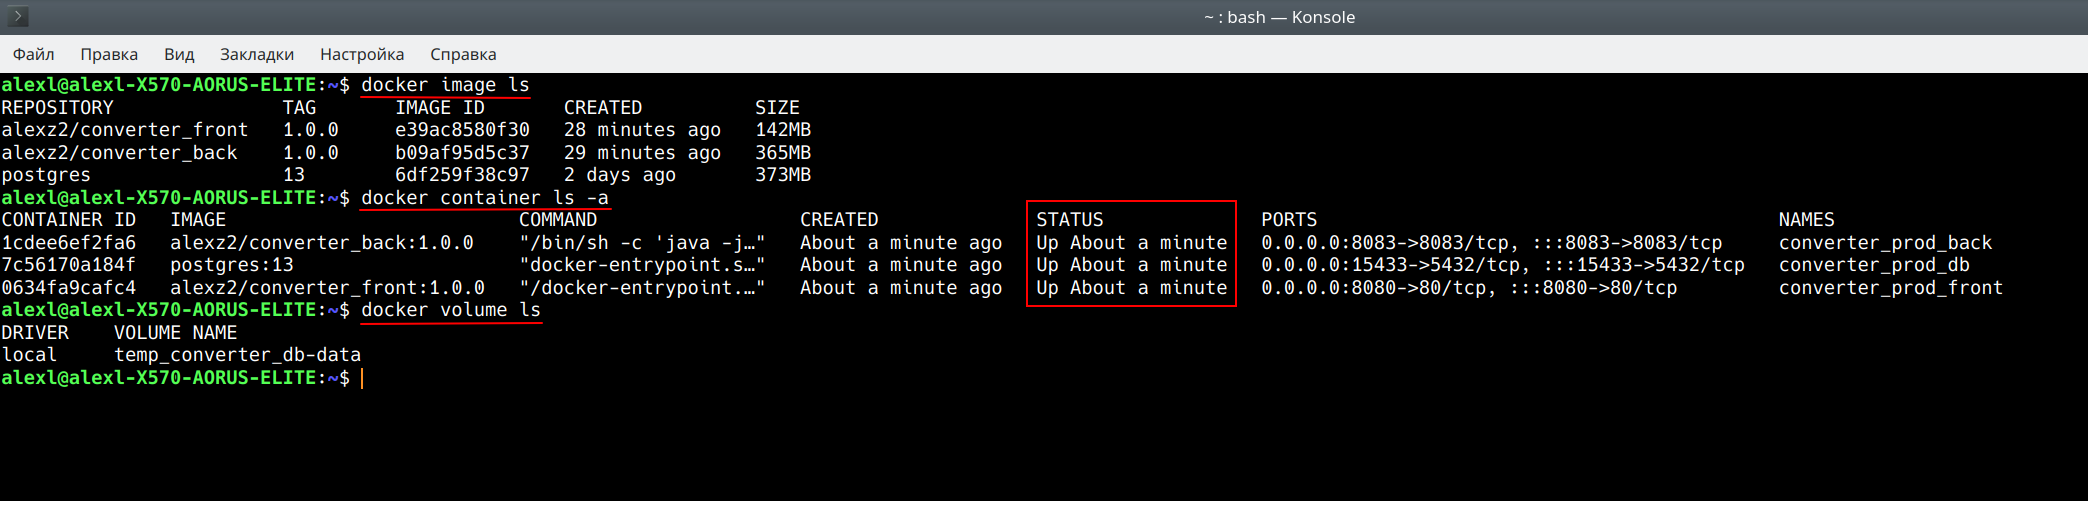 ~ : bash — Konsole
Файл Правка Вид Закладки Настройка Справка
alexl@alexl-X570-AORUS-ELITE:~$ docker image ls
REPOSITORY TAG IMAGE ID CREATED SIZE
alexz2/converter_front 1.0.0 e39ac8580f30 28 minutes ago 142MB
alexz2/converter_back 1.0.0 b09af95d5c37 29 minutes ago 365MB
postgres 13 6df259f38c97 2 days ago 373MB
alexl@alexl-X570-AORUS-ELITE:~$ docker container ls -a
CONTAINER ID IMAGE COMMAND CREATED STATUS PORTS NAMES
1cdee6ef2fa6 alexz2/converter_back:1.0.0 "/bin/sh -c 'java -j…" About a minute ago Up About a minute 0.0.0.0:8083->8083/tcp, :::8083->8083/tcp converter_prod_back
7c56170a184f postgres:13 "docker-entrypoint.s…" About a minute ago Up About a minute 0.0.0.0:15433->5432/tcp, :::15433->5432/tcp converter_prod_db
0634fa9cafc4 alexz2/converter_front:1.0.0 "/docker-entrypoint.…" About a minute ago Up About a minute 0.0.0.0:8080->80/tcp, :::8080->80/tcp converter_prod_front
alexl@alexl-X570-AORUS-ELITE:~$ docker volume ls
DRIVER VOLUME NAME
local temp_converter_db-data
alexl@alexl-X570-AORUS-ELITE:~$